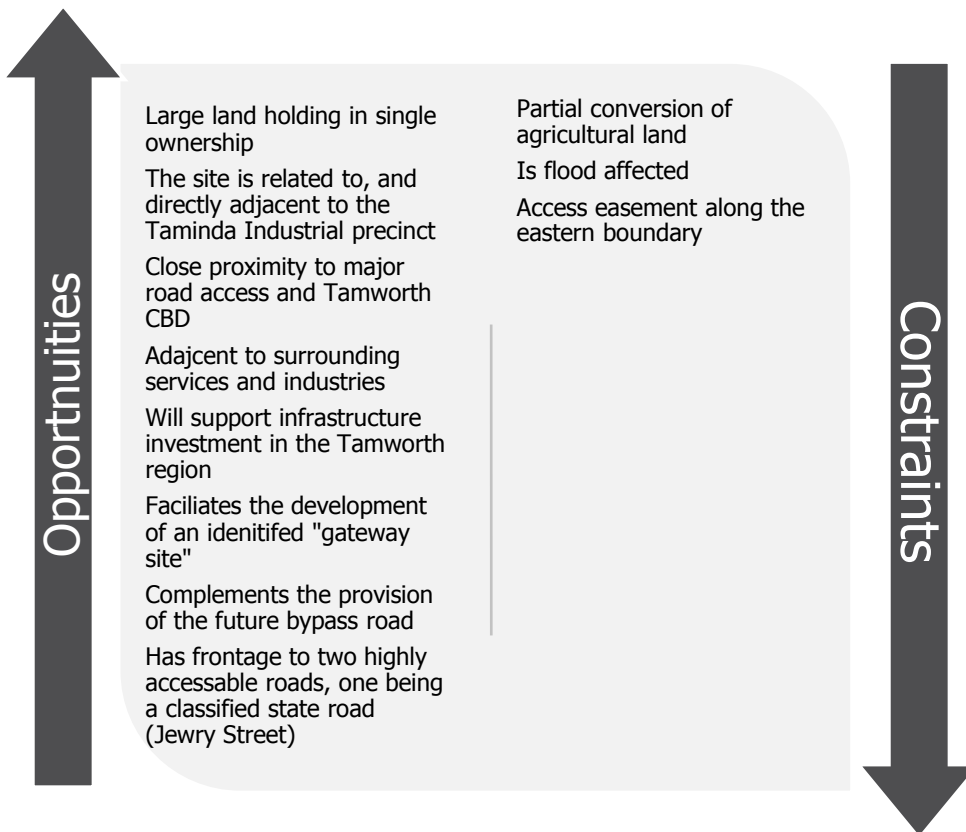 Opportnuities
Large land holding in single
ownership
The site is related to, and
directly adjacent to the
Taminda Industrial precinct
Close proximity to major
road access and Tamworth
CBD
Adajcent to surrounding
services and industries
Will support infrastructure
investment in the Tamworth
region
Faciliates the development
of an idenitifed "gateway
site"
Complements the provision
of the future bypass road
Has frontage to two highly
accessable roads, one being
a classified state road
(Jewry Street)
Partial conversion of
agricultural land
Is flood affected
Access easement along the
eastern boundary
Constraints